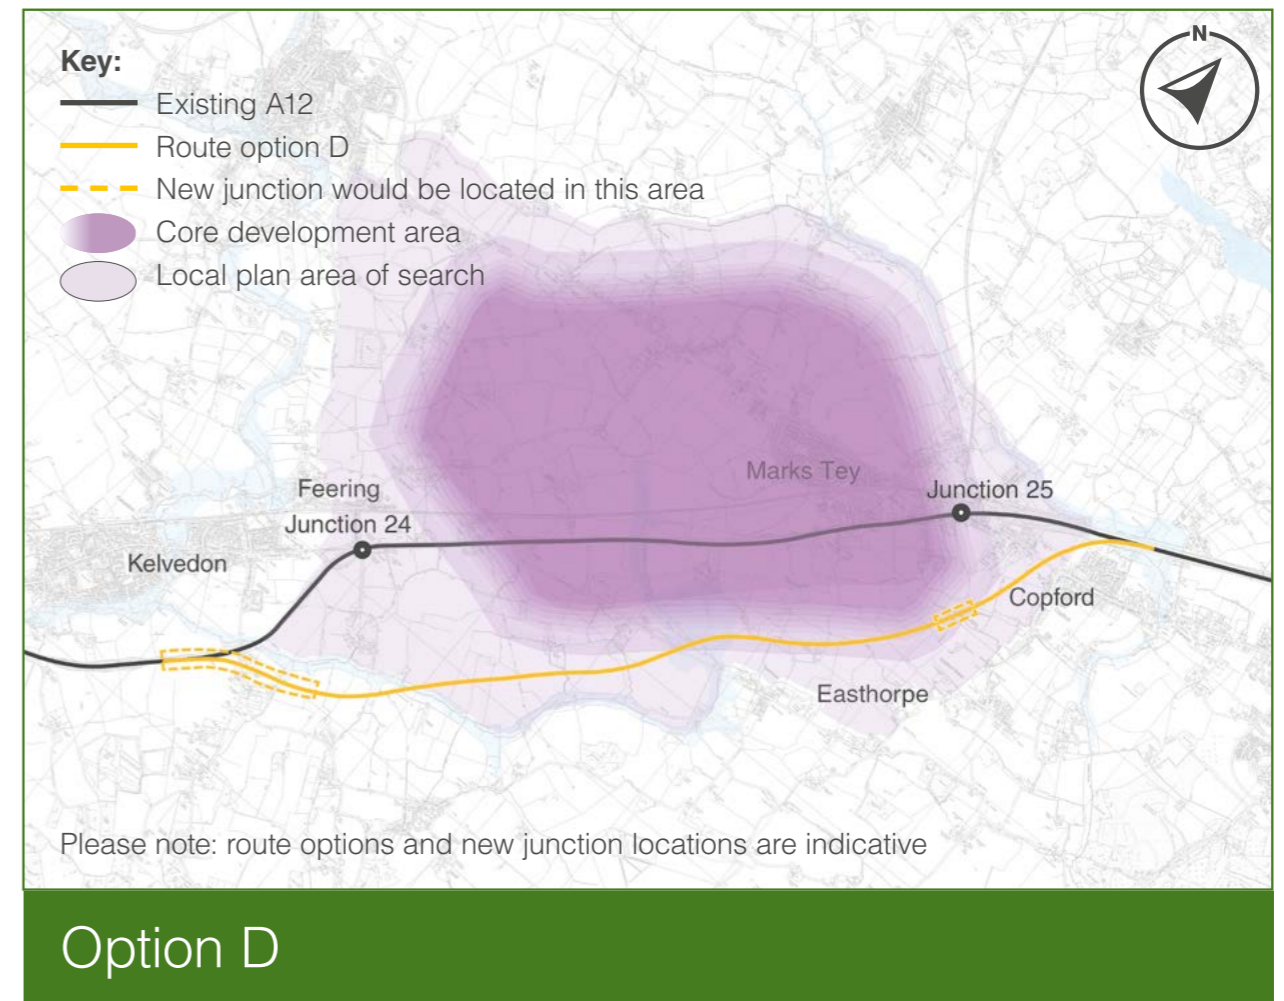 N
Key:
Existing A12
Route option D
New junction would be located in this area
Core development area
Local plan area of search
Marks Tey
Feering
Junction 25
Junction 24
Kelvedon
Copford
Easthorpe
Please note: route options and new junction locations are indicative
Option D